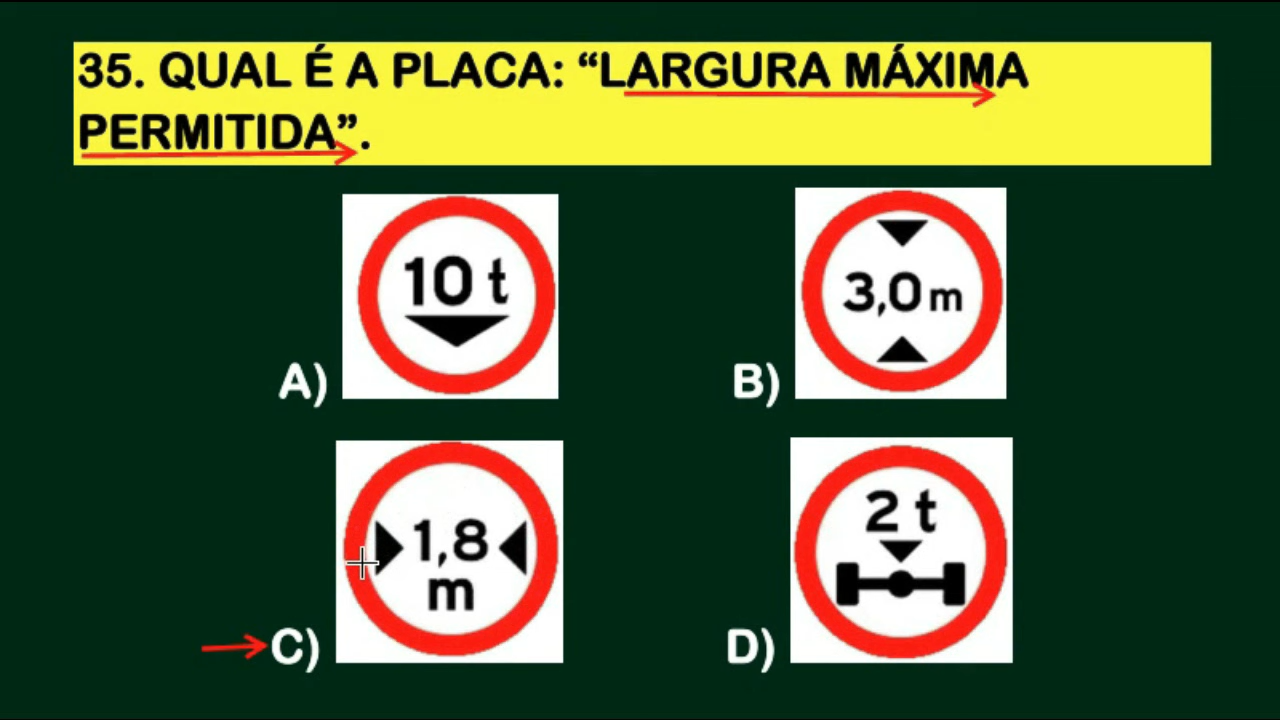 35. QUAL É A PLACA: “LARGURA MÁXIMA
PERMITIDA”.
10 t
A)
3,0 m
B)
1,8
m
C)
2 t
D)